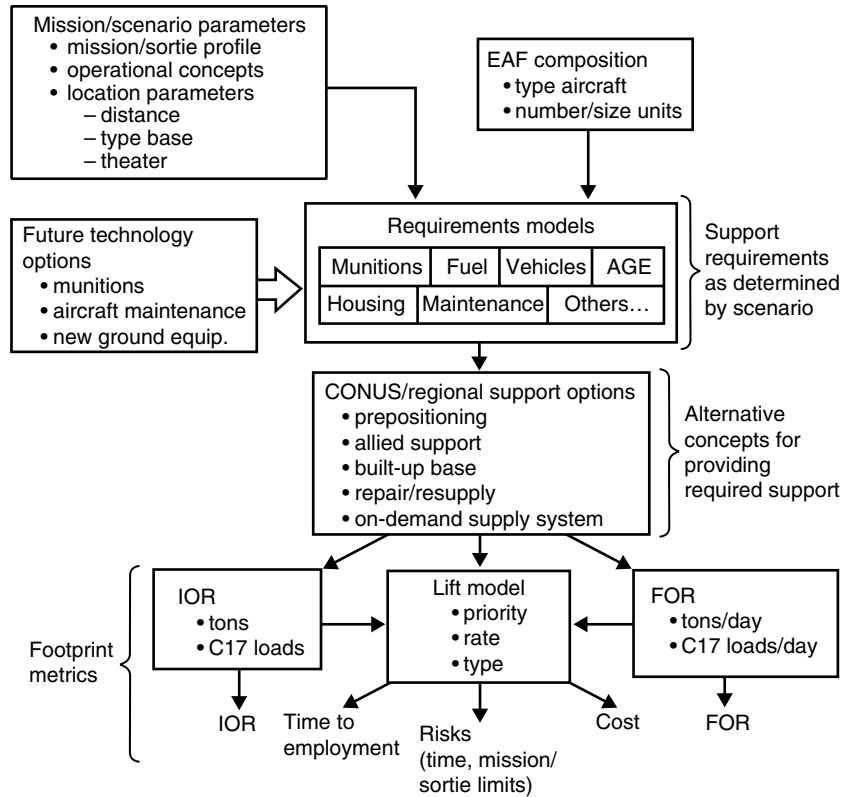 Mission/scenario parameters
• mission/sortie profile
• operational concepts
• location parameters
– distance
– type base
– theater
EAF composition
• type aircraft
• number/size units
Future technology
options
• munitions
• aircraft maintenance
• new ground equip.
Requirements models
Munitions Fuel Vehicles AGE
Housing Maintenance Others…
Support
requirements
as determined
by scenario
CONUS/regional support options
• prepositioning
• allied support
• built-up base
• repair/resupply
• on-demand supply system
Alternative
concepts for
providing
required support
Footprint
metrics
IOR
• tons
• C17 loads
Lift model
• priority
• rate
• type
FOR
• tons/day
• C17 loads/day
IOR
Time to
employment
Risks
(time, mission/
sortie limits)
Cost
FOR